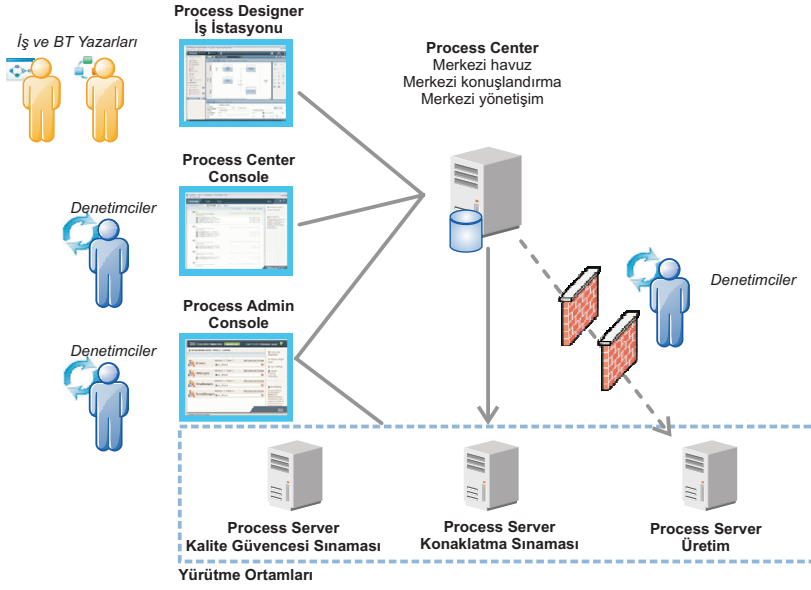 Process Designer
İş İstasyonu
İş ve BT Yazarları
Process Center
Merkezi havuz
Merkezi konuşlandırma
Merkezi yönetişim
Process Center
Console
Denetimciler
Process Admin
Console
Denetimciler
Denetimciler
Process Server
Kalite Güvencesi Sınaması
Process Server
Konaklatma Sınaması
Process Server
Üretim
Yürütme Ortamları